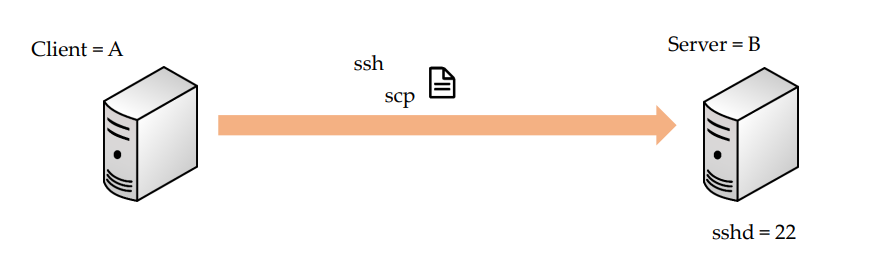 Client = A
Server = B
ssh
scp
sshd = 22